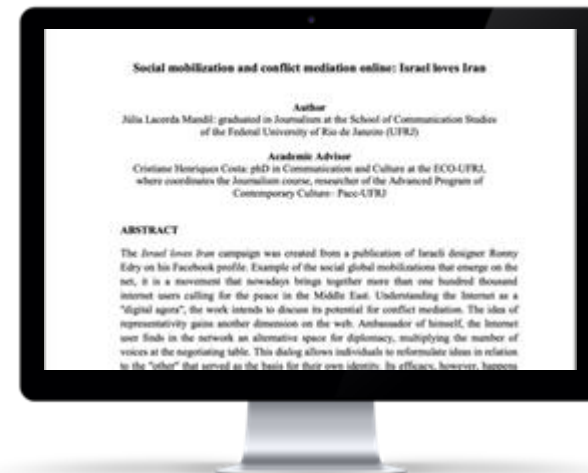 Social mobilization and conflict mediation online: Israel loves Iran
Author
Júlia Lacerda Mandil: graduated in Journalism at the School of Communication Studies
of the Federal University of Rio de Janeiro (UFRJ)
Academic Advisor
Cristiane Henriques Costa: phD in Communication and Culture at the ECO-UFRJ,
where coordinates the Journalism course, researcher of the Advanced Program of
Contemporary Culture- Pacc-UFRJ
ABSTRACT
The Israel loves Iran campaign was created from a publication of Israeli designer Ronny
Edry on his Facebook profile. Example of the social global mobilizations that emerge on the
net, it is a movement that nowadays brings together more than one hundred thousand
internet users calling for the peace in the Middle East. Understanding the Internet as a
"digital agora", the work intends to discuss its potential for conflict mediation. The idea of
representativity gains another dimension on the web. Ambassador of himself, the Internet
user finds in the network an alternative space for diplomacy, multiplying the number of
voices at the negotiating table. This dialog allows individuals to reformulate ideas in relation
to the "other" that served as the basis for their own identity. Its efficacy, however, happens